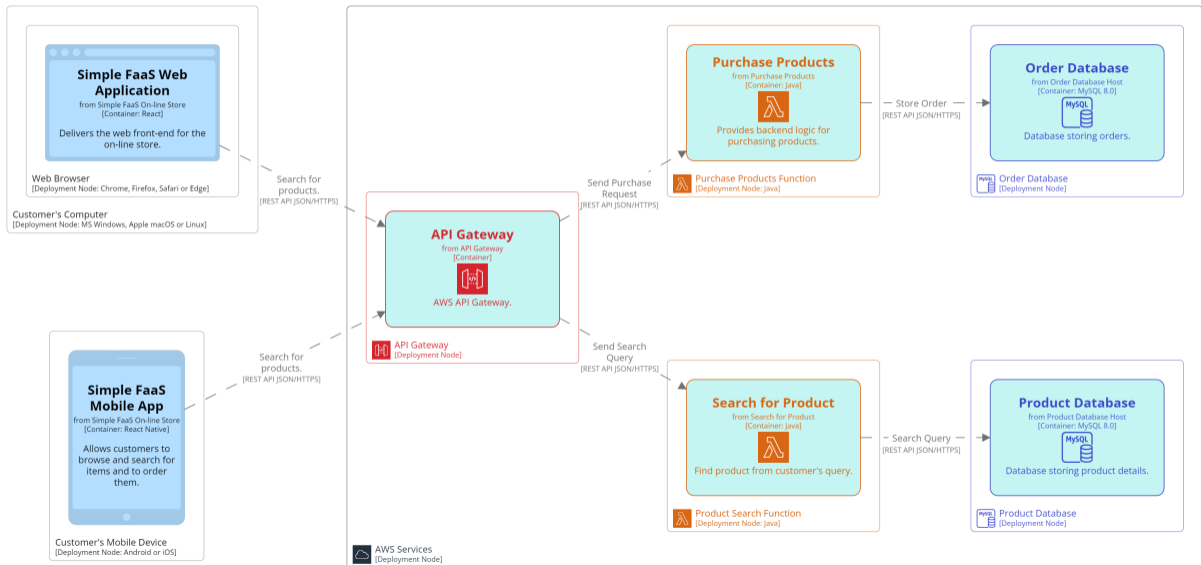 Simple FaaS Web
Application
from Simple FaaS On-line Store
[Container: React]
Delivers the web front-end for the
on-line store.
Web Browser
[Deployment Node: Chrome, Firefox, Safari or Edge]
Customer's Computer
[Deployment Node: MS Windows, Apple macOS or Linux]
Search for
products.
[REST API JSON/HTTPS]
Simple FaaS
Mobile App
from Simple FaaS On-line Store
[Container: React Native]
Allows customers to
browse and search for
items and to order
them.
Customer's Mobile Device
[Deployment Node: Android or iOS]
Search for
products.
[REST API JSON/HTTPS]
API Gateway
from API Gateway
[Container]
AWS API Gateway.
API Gateway
[Deployment Node]
Send Purchase
Request
[REST API JSON/HTTPS]
Send Search
Query
[REST API JSON/HTTPS]
Purchase Products
from Purchase Products
[Container: Java]
Provides backend logic for
purchasing products.
Purchase Products Function
[Deployment Node: Java]
Store Order
[REST API JSON/HTTPS]
Order Database
from Order Database Host
[Container: MySQL 8.0]
MySQL
Database storing orders.
MySQL
Order Database
[Deployment Node]
Search for Product
from Search for Product
[Container: Java]
Find product from customer's query.
Product Search Function
[Deployment Node: Java]
Search Query
[REST API JSON/HTTPS]
Product Database
from Product Database Host
[Container: MySQL 8.0]
MySQL
Database storing product details.
MySQL
Product Database
[Deployment Node]
AWS Services
[Deployment Node]